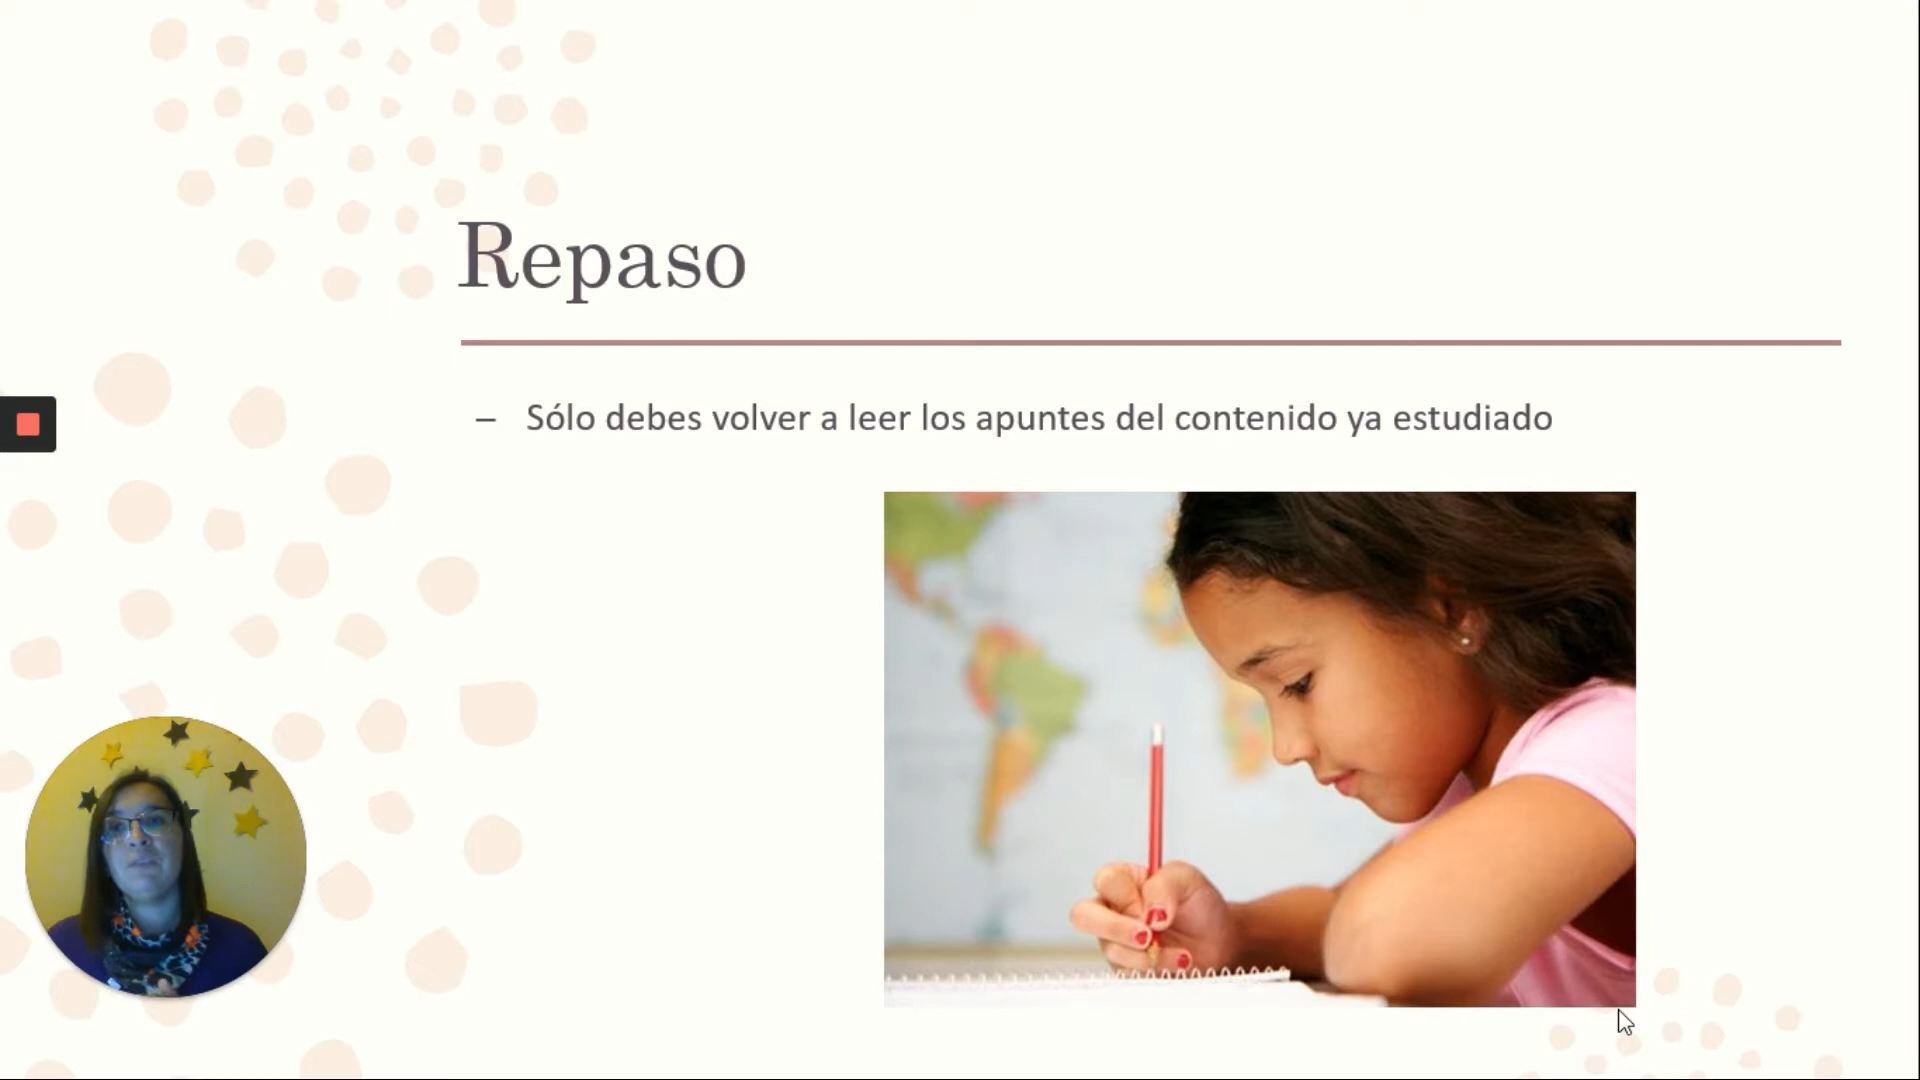 Repaso
– Sólo debes volver a leer los apuntes del contenido ya estudiado